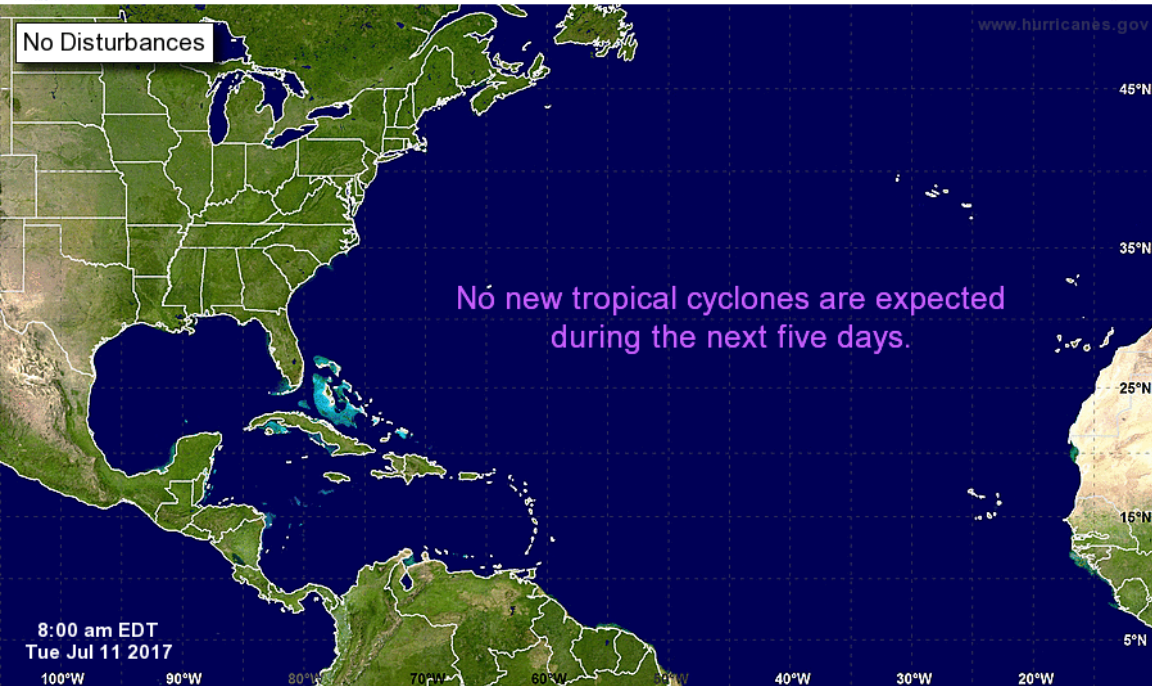 No Disturbances
www.hurricanes.gov
45°N
35°N
No new tropical cyclones are expected
during the next five days.
25°N
15°N
8:00 am EDT
Tue Jul 11 2017
5°N
100°W 90°W 80°W 70°W 60°W 50°W 40°W 30°W 20°W